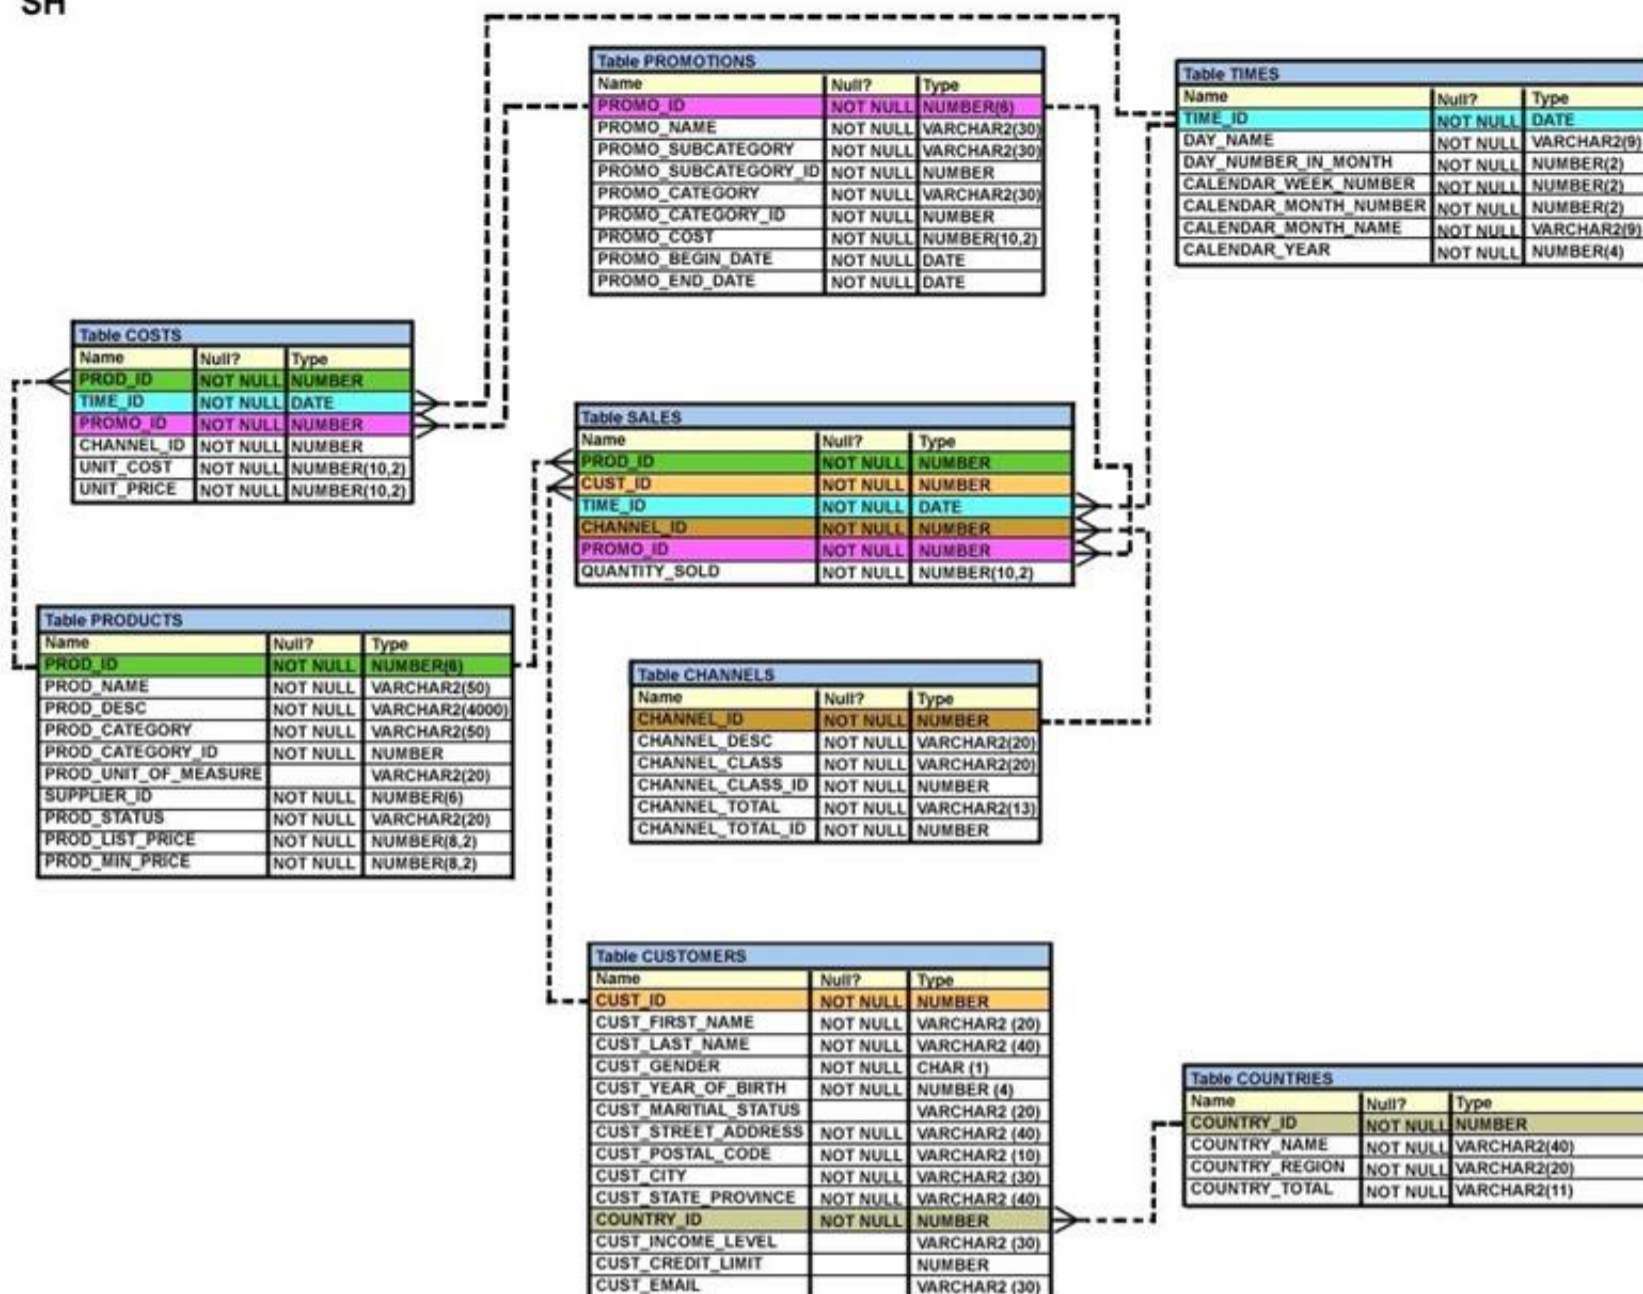 SH
Table PROMOTIONS
Name Null? Type
PROMO_ID NOT NULL NUMBER(6)
PROMO_NAME NOT NULL VARCHAR2(30)
PROMO_SUBCATEGORY NOT NULL VARCHAR2(30)
PROMO_SUBCATEGORY_ID NOT NULL NUMBER
PROMO_CATEGORY NOT NULL VARCHAR2(30)
PROMO_CATEGORY_ID NOT NULL NUMBER
PROMO_COST NOT NULL NUMBER(10,2)
PROMO_BEGIN_DATE NOT NULL DATE
PROMO_END_DATE NOT NULL DATE
Table TIMES
Name Null? Type
TIME_ID NOT NULL DATE
DAY_NAME NOT NULL VARCHAR2(9)
DAY_NUMBER_IN_MONTH NOT NULL NUMBER(2)
CALENDAR_WEEK_NUMBER NOT NULL NUMBER(2)
CALENDAR_MONTH_NUMBER NOT NULL NUMBER(2)
CALENDAR_MONTH_NAME NOT NULL VARCHAR2(9)
CALENDAR_YEAR NOT NULL NUMBER(4)
Table COSTS
Name Null? Type
PROD_ID NOT NULL NUMBER
TIME_ID NOT NULL DATE
PROMO_ID NOT NULL NUMBER
CHANNEL_ID NOT NULL NUMBER
UNIT_COST NOT NULL NUMBER(10,2)
UNIT_PRICE NOT NULL NUMBER(10,2)
Table SALES
Name Null? Type
PROD_ID NOT NULL NUMBER
CUST_ID NOT NULL NUMBER
TIME_ID NOT NULL DATE
CHANNEL_ID NOT NULL NUMBER
PROMO_ID NOT NULL NUMBER
QUANTITY_SOLD NOT NULL NUMBER(10,2)
Table PRODUCTS
Name Null? Type
PROD_ID NOT NULL NUMBER(6)
PROD_NAME NOT NULL VARCHAR2(50)
PROD_DESC NOT NULL VARCHAR2(4000)
PROD_CATEGORY NOT NULL VARCHAR2(50)
PROD_CATEGORY_ID NOT NULL NUMBER
PROD_UNIT_OF_MEASURE VARCHAR2(20)
SUPPLIER_ID NOT NULL NUMBER(6)
PROD_STATUS NOT NULL VARCHAR2(20)
PROD_LIST_PRICE NOT NULL NUMBER(8,2)
PROD_MIN_PRICE NOT NULL NUMBER(8,2)
Table CHANNELS
Name Null? Type
CHANNEL_ID NOT NULL NUMBER
CHANNEL_DESC NOT NULL VARCHAR2(20)
CHANNEL_CLASS NOT NULL VARCHAR2(20)
CHANNEL_CLASS_ID NOT NULL NUMBER
CHANNEL_TOTAL NOT NULL VARCHAR2(13)
CHANNEL_TOTAL_ID NOT NULL NUMBER
Table CUSTOMERS
Name Null? Type
CUST_ID NOT NULL NUMBER
CUST_FIRST_NAME NOT NULL VARCHAR2 (20)
CUST_LAST_NAME NOT NULL VARCHAR2 (40)
CUST_GENDER NOT NULL CHAR (1)
CUST_YEAR_OF_BIRTH NOT NULL NUMBER (4)
CUST_MARITIAL_STATUS VARCHAR2 (20)
CUST_STREET_ADDRESS NOT NULL VARCHAR2 (40)
CUST_POSTAL_CODE NOT NULL VARCHAR2 (10)
CUST_CITY NOT NULL VARCHAR2 (30)
CUST_STATE_PROVINCE NOT NULL VARCHAR2 (40)
COUNTRY_ID NOT NULL NUMBER
CUST_INCOME_LEVEL VARCHAR2 (30)
CUST_CREDIT_LIMIT NUMBER
CUST_EMAIL VARCHAR2 (30)
Table COUNTRIES
Name Null? Type
COUNTRY_ID NOT NULL NUMBER
COUNTRY_NAME NOT NULL VARCHAR2(40)
COUNTRY_REGION NOT NULL VARCHAR2(20)
COUNTRY_TOTAL NOT NULL VARCHAR2(11)